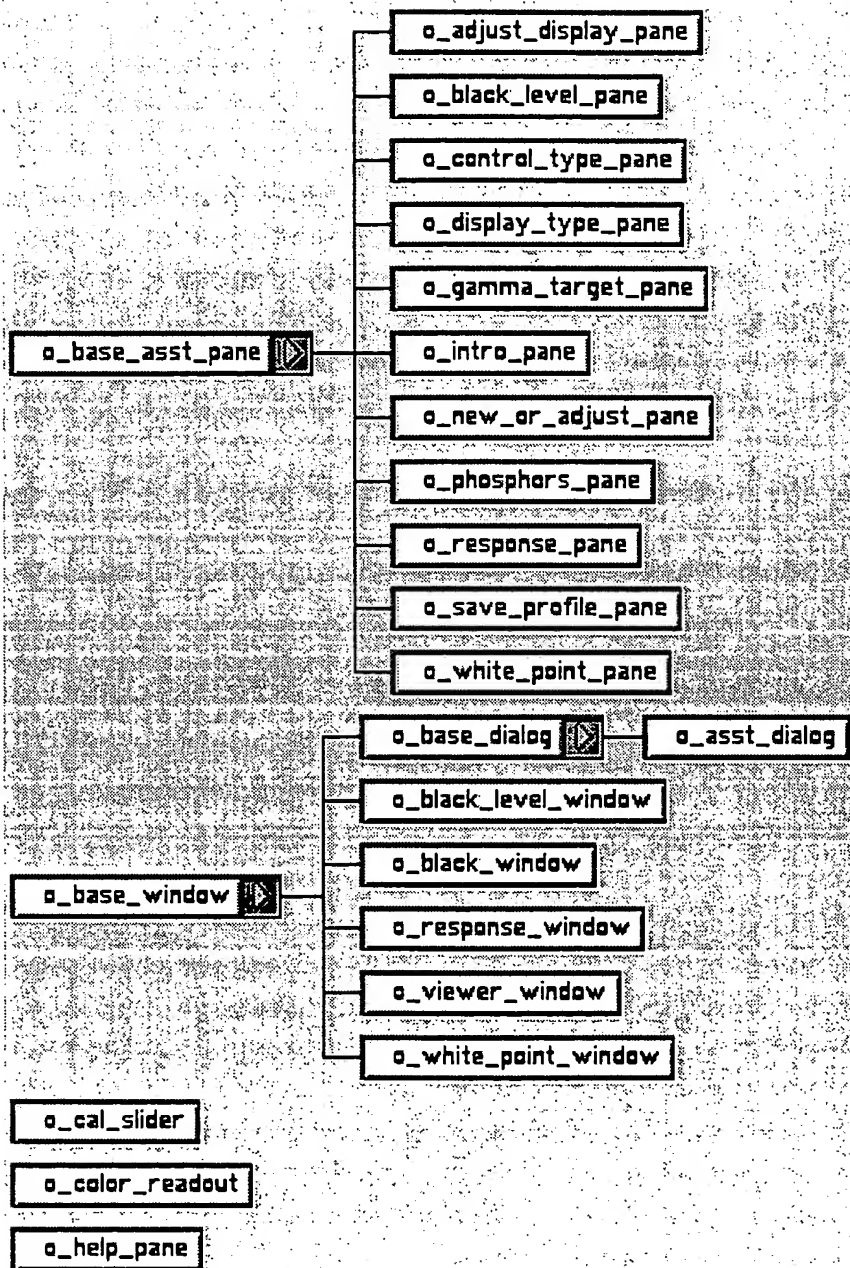 o_adjust_display_pane
o_black_level_pane
o_control_type_pane
o_display_type_pane
o_gamma_target_pane
o_base_asst_pane
o_intro_pane
o_new_or_adjust_pane
o_phosphors_pane
o_response_pane
o_save_profile_pane
o_white_point_pane
o_base_dialog
o_asst_dialog
o_black_level_window
o_black_window
o_base_window
o_response_window
o_viewer_window
o_white_point_window
o_cal_slider
o_color_readout
o_help_pane